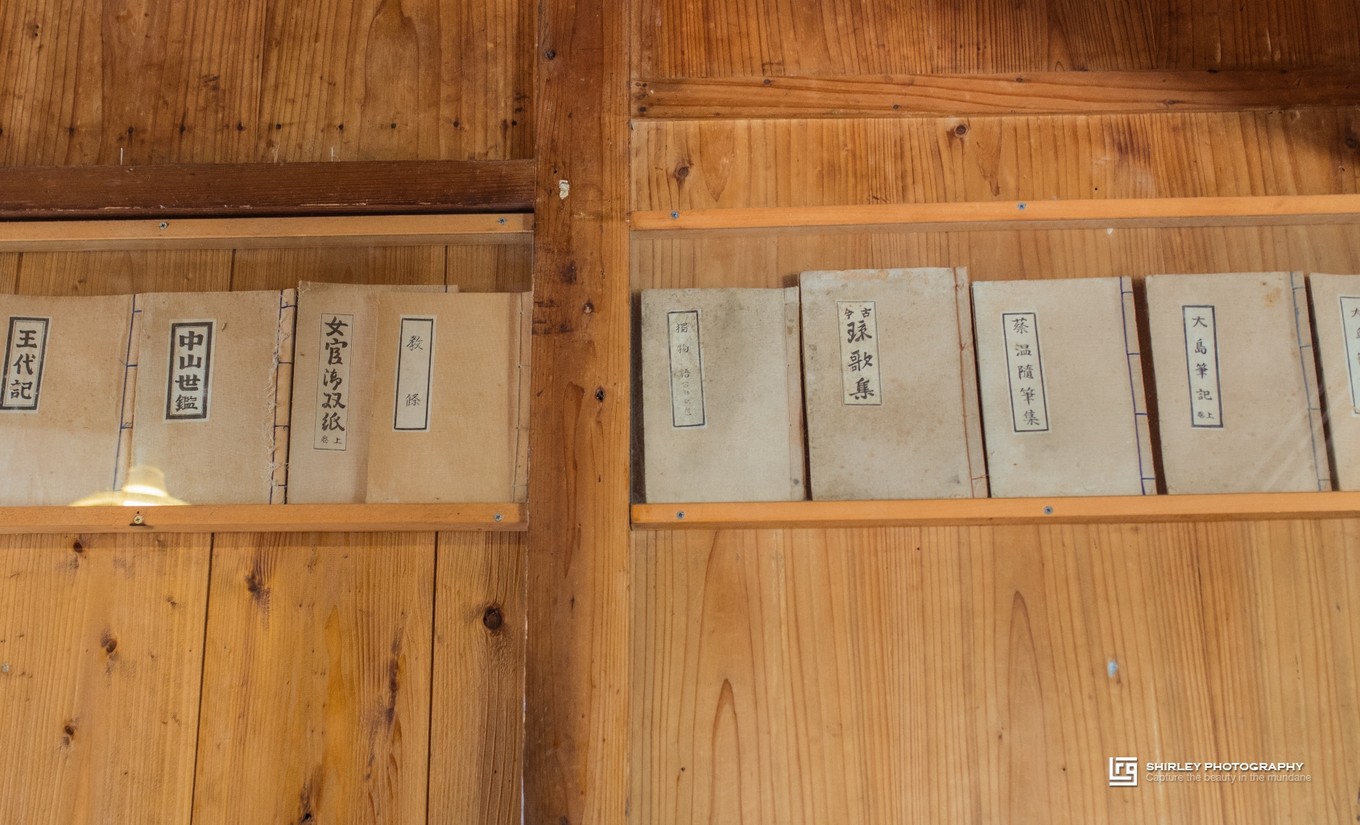 王代記
中山世鑑
女官御双紙
上巻
教條
古今
琉歌集
蔡温隨筆集
大島筆記
上巻
大島
SHIRLEY PHOTOGRAPHY
Capture the beauty in the mundane